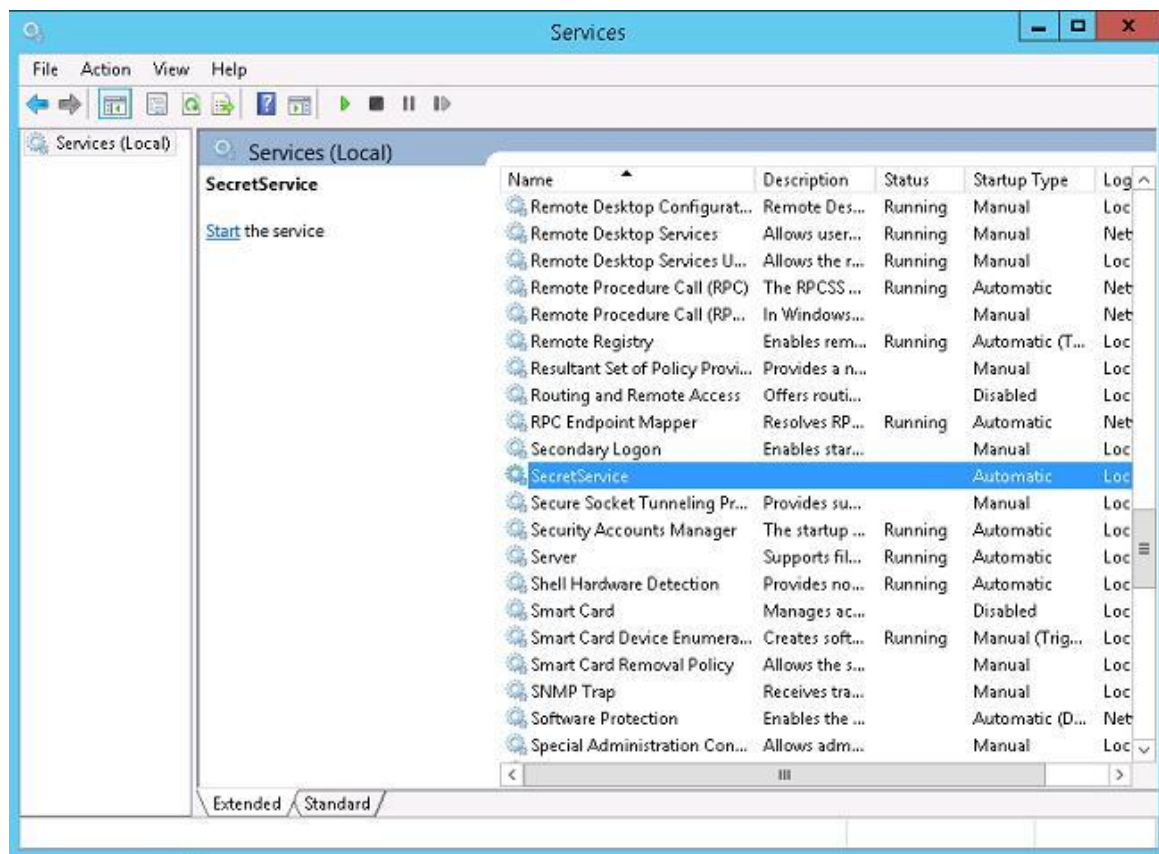 Services
File Action View Help
Services (Local)
Services (Local)
SecretService
Start the service
Name Description Status Startup Type Log
Remote Desktop Configurat... Remote Des... Running Manual Loc
Remote Desktop Services Allows user... Running Manual Net
Remote Desktop Services U... Allows the r... Running Manual Loc
Remote Procedure Call (RPC) The RPCSS ... Running Automatic Net
Remote Procedure Call (RP... In Windows... Manual Net
Remote Registry Enables rem... Running Automatic (T... Loc
Resultant Set of Policy Provi... Provides a n... Manual Loc
Routing and Remote Access Offers routi... Disabled Loc
RPC Endpoint Mapper Resolves RP... Running Automatic Net
Secondary Logon Enables star... Manual Loc
SecretService Automatic Loc
Secure Socket Tunneling Pr... Provides su... Manual Loc
Security Accounts Manager The startup ... Running Automatic Loc
Server Supports fil... Running Automatic Loc
Shell Hardware Detection Provides no... Running Automatic Loc
Smart Card Manages ac... Disabled Loc
Smart Card Device Enumera... Creates soft... Running Manual (Trig... Loc
Smart Card Removal Policy Allows the s... Manual Loc
SNMP Trap Receives tra... Manual Loc
Software Protection Enables the ... Automatic (D... Net
Special Administration Con... Allows adm... Manual Loc
Extended Standard